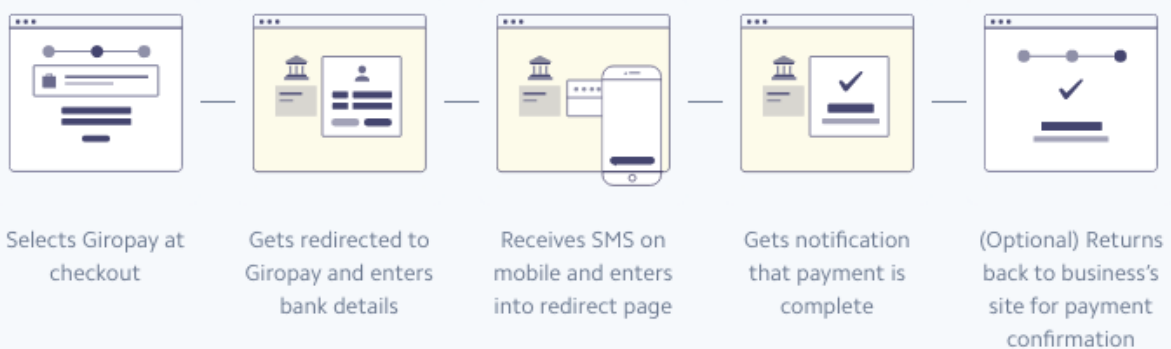 Selects Giropay at
checkout
Gets redirected to
Giropay and enters
bank details
Receives SMS on
mobile and enters
into redirect page
Gets notification
that payment is
complete
(Optional) Returns
back to business's
site for payment
confirmation